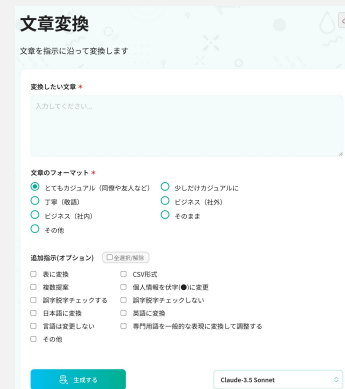 文章変換
文章を指示に沿って変換します
変換したい文章 *
入力してください...
文章のフォーマット *
とてもカジュアル（同僚や友人など） 少しだけカジュアルに
丁寧（敬語） ビジネス（社外）
ビジネス（社内） そのまま
その他
追加指示(オプション) 全選択/解除
表に変換 CSV形式
複数提案 個人情報を伏字(●)に変更
誤字脱字チェックする 誤字脱字チェックしない
日本語に変換 英語に変換
言語は変更しない 専門用語を一般的な表現に変換して調整する
その他
生成する Claude-3.5 Sonnet